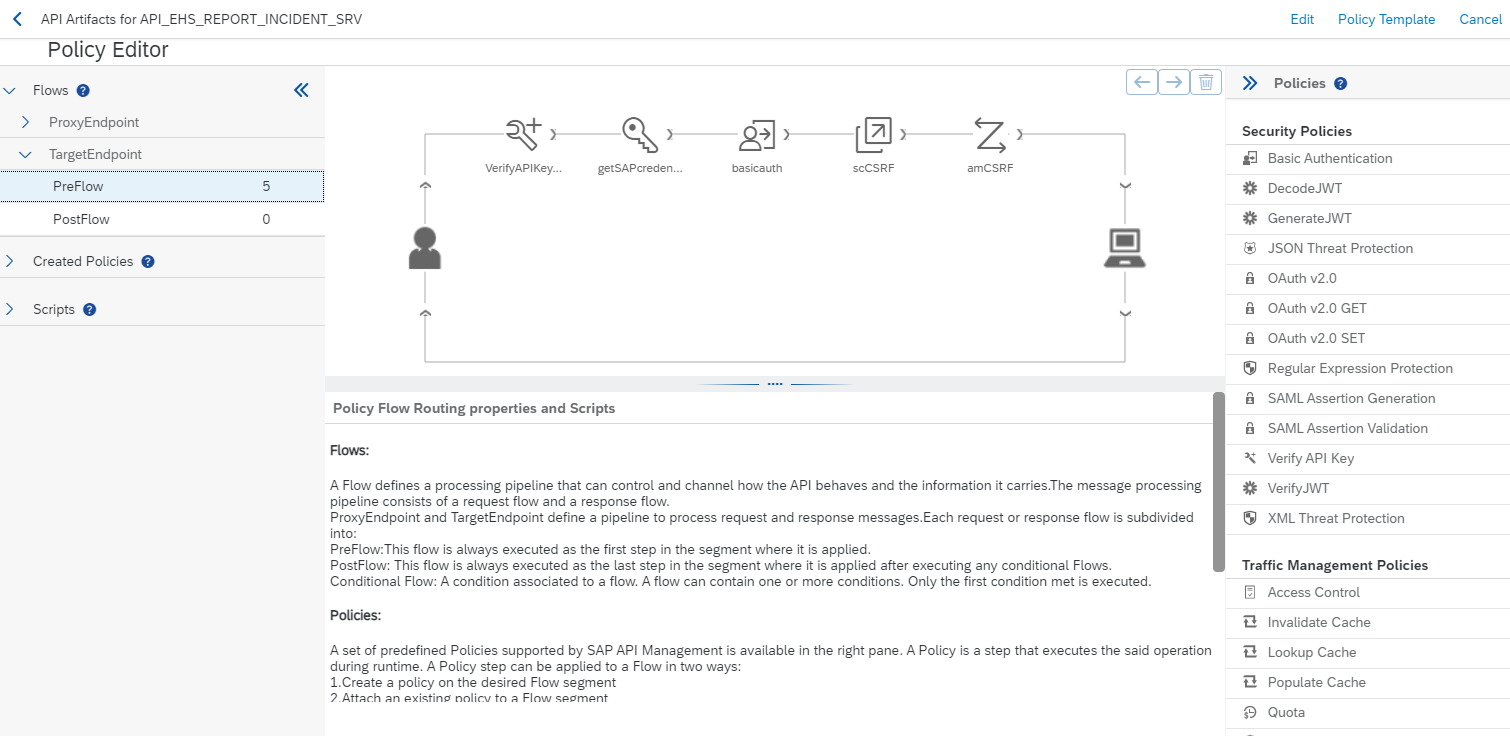 API Artifacts for API_EHS_REPORT_INCIDENT_SRV
Edit
Policy Template
Cancel
Policy Editor
Flows
ProxyEndpoint
TargetEndpoint
PreFlow 5
PostFlow 0
Created Policies
Scripts
VerifyAPIKey...
getSAPcreden...
basicauth
scCSRF
amCSRF
Policy Flow Routing properties and Scripts
Flows:
A Flow defines a processing pipeline that can control and channel how the API behaves and the information it carries.The message processing
pipeline consists of a request flow and a response flow.
ProxyEndpoint and TargetEndpoint define a pipeline to process request and response messages.Each request or response flow is subdivided
into:
PreFlow:This flow is always executed as the first step in the segment where it is applied.
PostFlow: This flow is always executed as the last step in the segment where it is applied after executing any conditional Flows.
Conditional Flow: A condition associated to a flow. A flow can contain one or more conditions. Only the first condition met is executed.
Policies:
A set of predefined Policies supported by SAP API Management is available in the right pane. A Policy is a step that executes the said operation
during runtime. A Policy step can be applied to a Flow in two ways:
1.Create a policy on the desired Flow segment
2.Attach an existing policy to a Flow segment
Policies
Security Policies
Basic Authentication
DecodeJWT
GenerateJWT
JSON Threat Protection
OAuth v2.0
OAuth v2.0 GET
OAuth v2.0 SET
Regular Expression Protection
SAML Assertion Generation
SAML Assertion Validation
Verify API Key
VerifyJWT
XML Threat Protection
Traffic Management Policies
Access Control
Invalidate Cache
Lookup Cache
Populate Cache
Quota